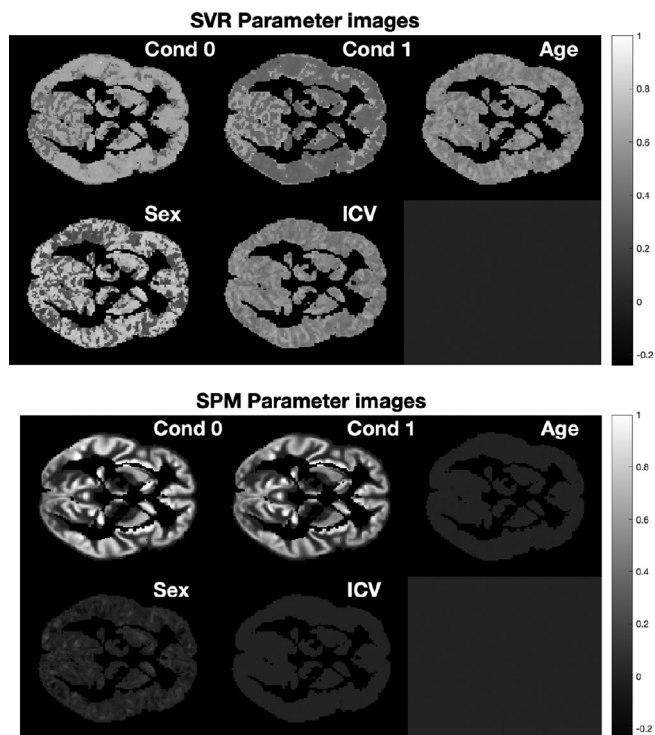 SVR Parameter images
Cond 0 Cond 1 Age
Sex ICV
1
0.8
0.6
0.4
0.2
0
-0.2
SPM Parameter images
Cond 0 Cond 1 Age
Sex ICV
1
0.8
0.6
0.4
0.2
0
-0.2